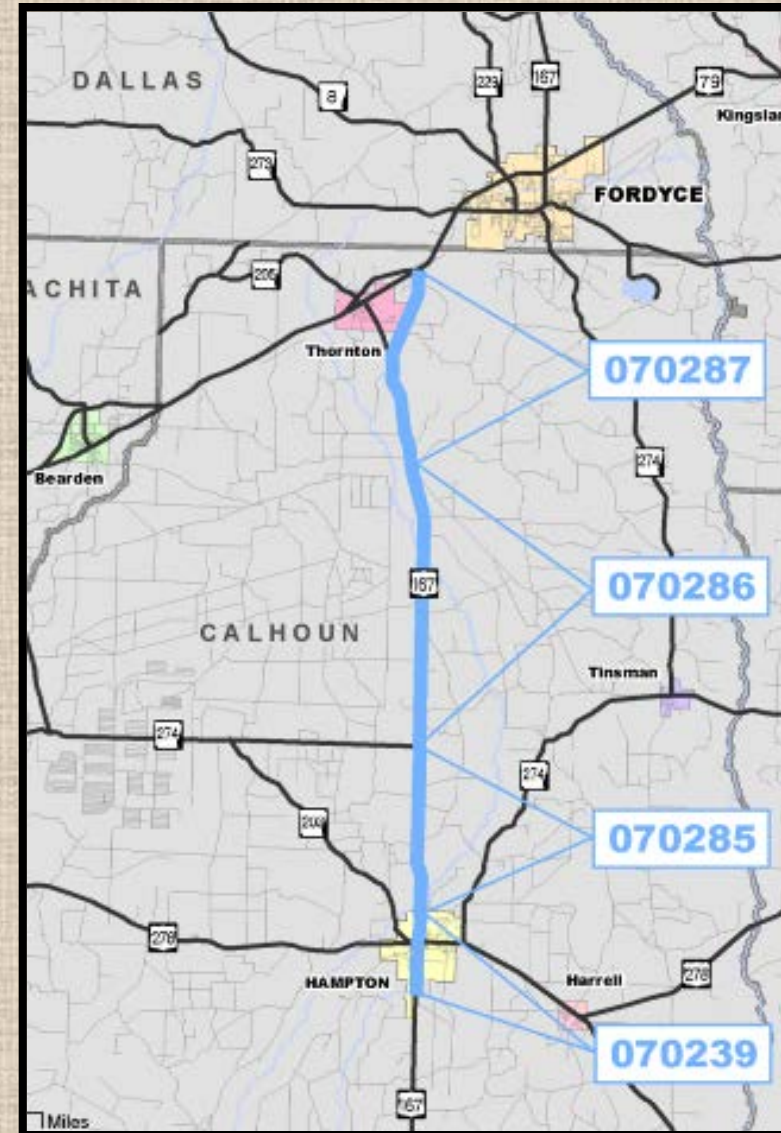 DALLAS
8
229
167
79
Kingslan
273
FORDYCE
ACHITA
205
Thornton
070287
Bearden
274
167
070286
CALHOUN
Tinsman
274
274
203
070285
278
HAMPTON
Harrell
278
070239
167
Miles